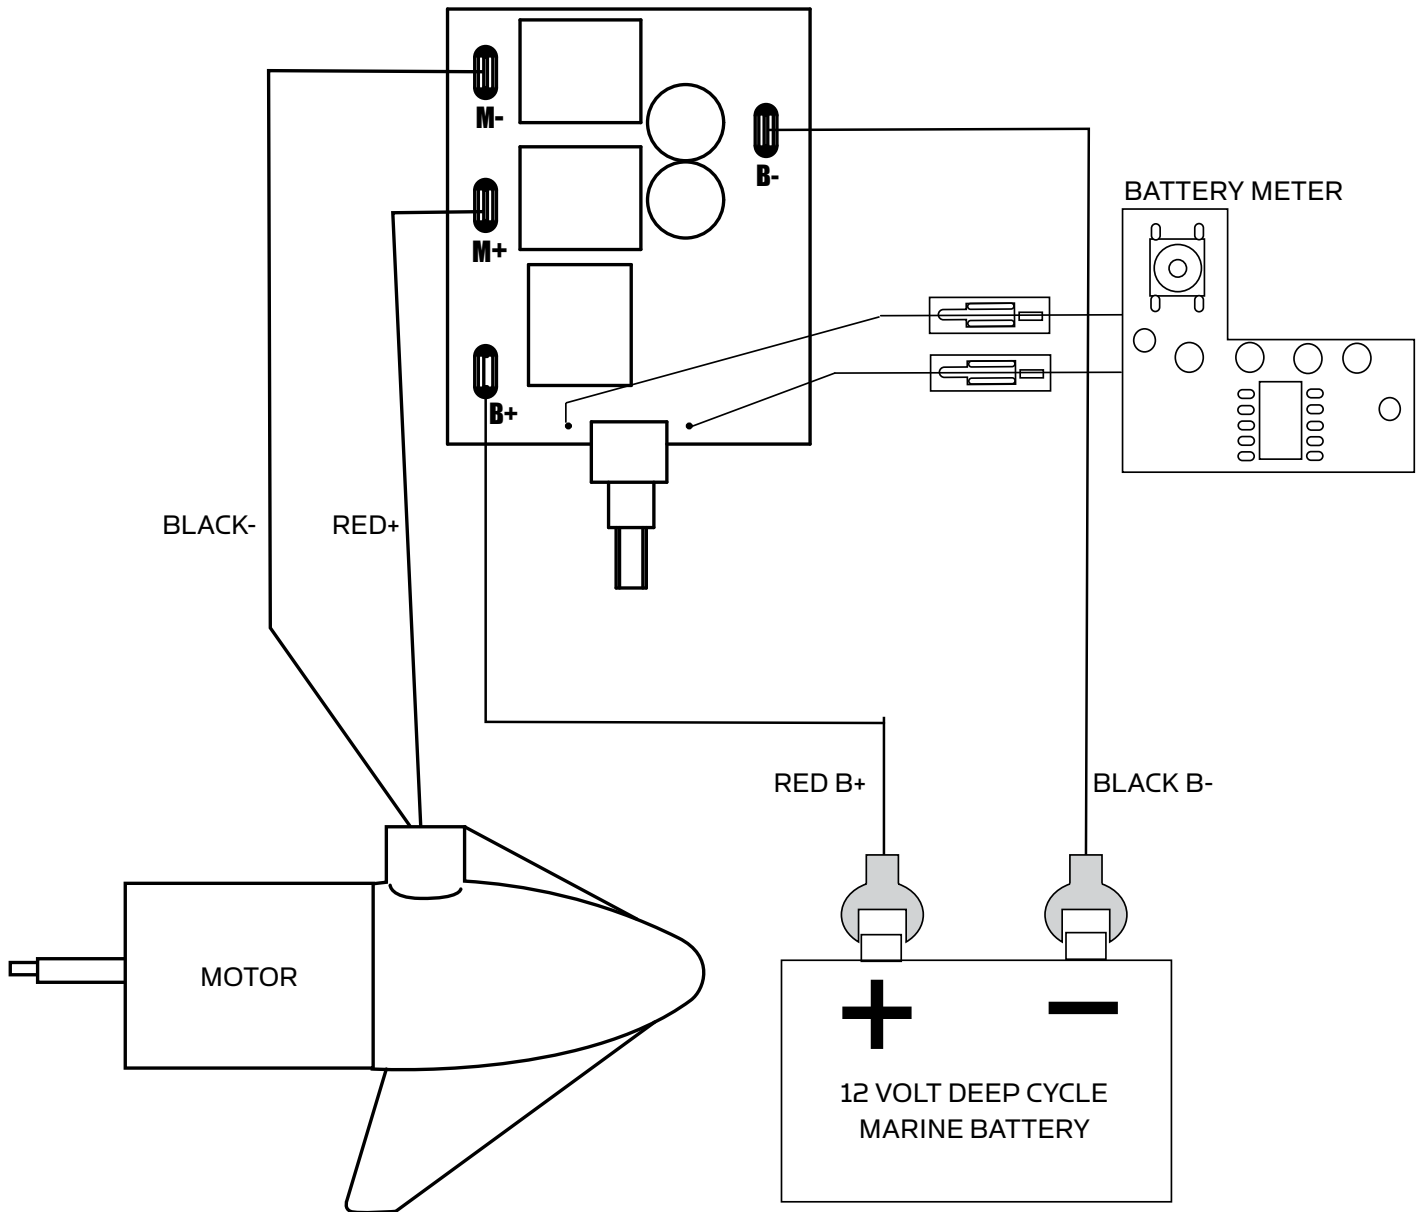 M-
B-
BATTERY METER
M+
B+
BLACK-
RED+
RED B+
BLACK B-
MOTOR
12 VOLT DEEP CYCLE
MARINE BATTERY